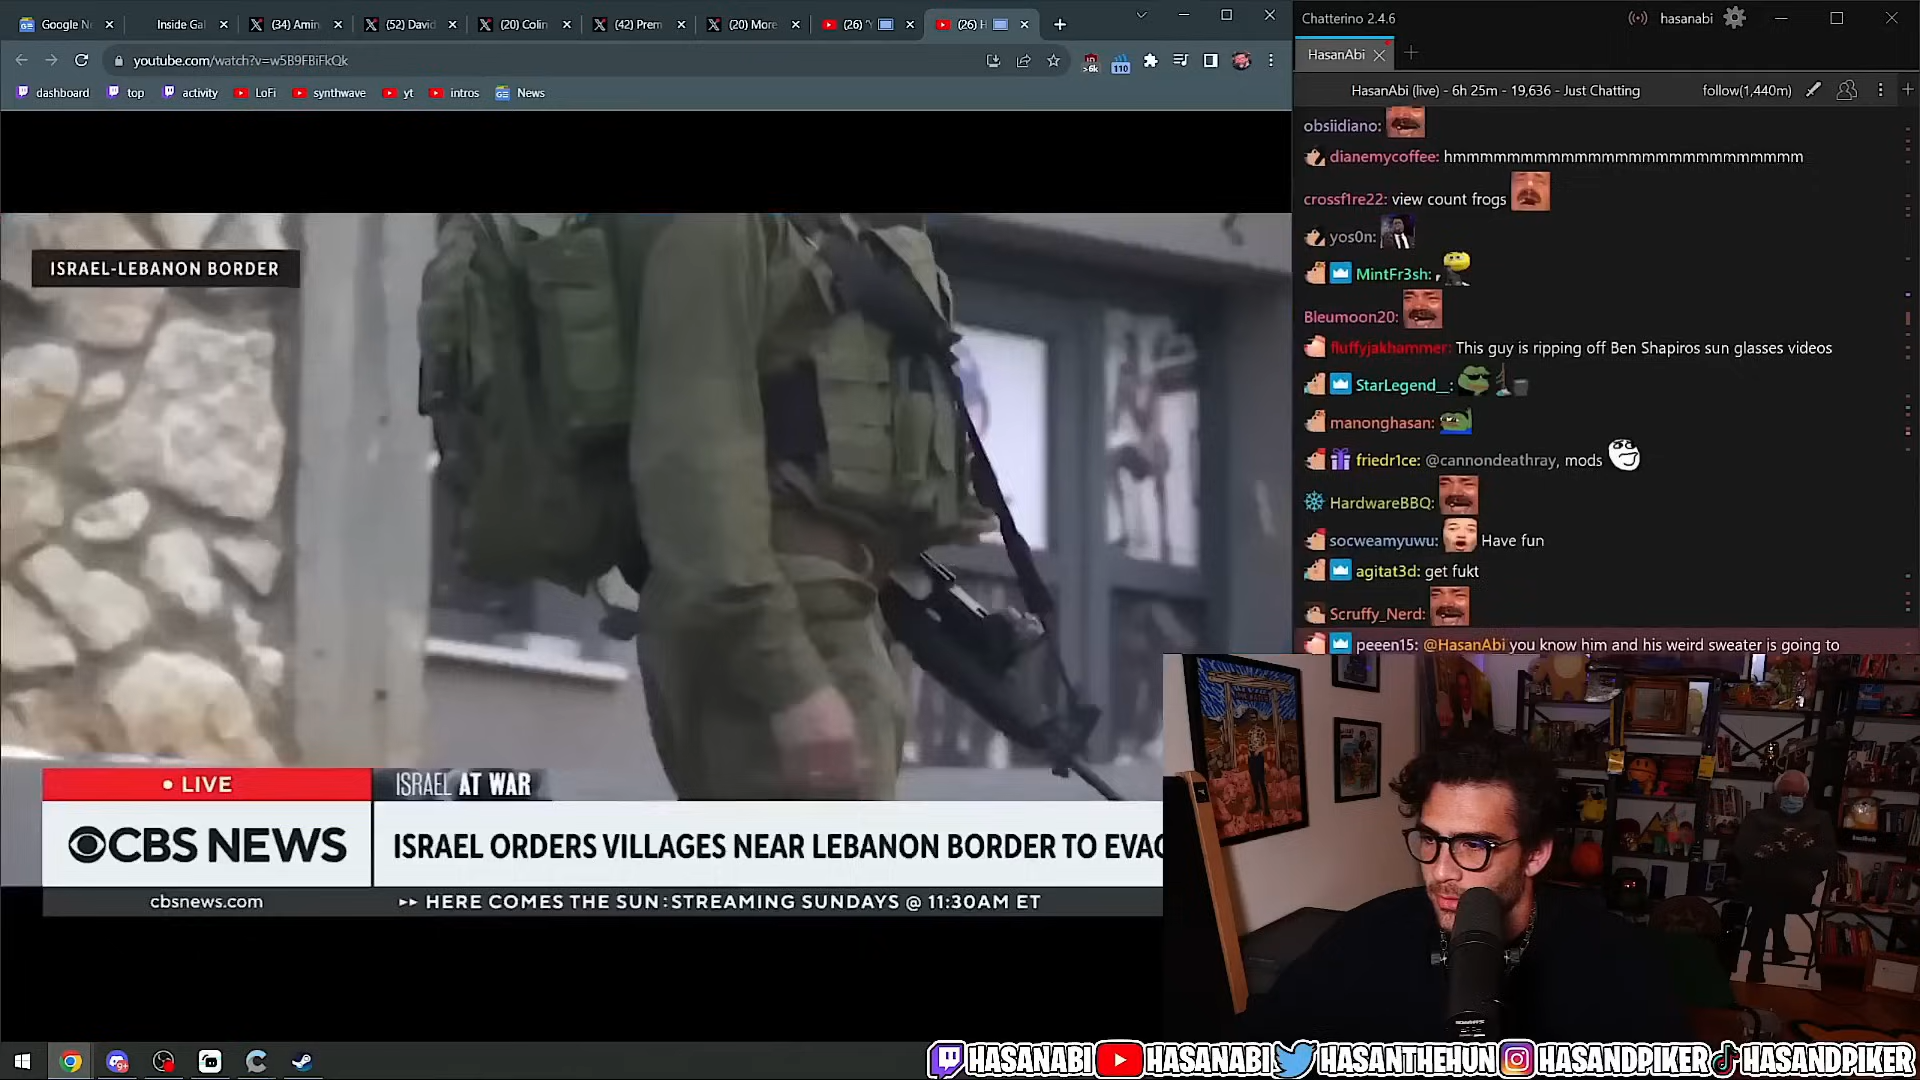 Google Ne
Inside Gal
(34) Amin
(52) David
(20) Colin
(42) Prem
(20) More
(26) "
(26) H
youtube.com/watch?v=w5B9FBiFkQk
>6k
110
dashboard
top
activity
LoFi
synthwave
yt
intros
News
ISRAEL-LEBANON BORDER
• LIVE
ISRAEL AT WAR
CBS NEWS
ISRAEL ORDERS VILLAGES NEAR LEBANON BORDER TO EVAC
cbsnews.com
HERE COMES THE SUN: STREAMING SUNDAYS @ 11:30AM ET
Chatterino 2.4.6
hasanabi
HasanAbi
HasanAbi (live) - 6h 25m - 19,636 - Just Chatting
follow(1,440m)
obsiidiano:
dianemycoffee: hmmmmmmmmmmmmmmmmmmmmmmmmmm
crossf1re22: view count frogs
yos0n:
MintFr3sh: ,
Bleumoon20:
fluffyjakhammer: This guy is ripping off Ben Shapiros sun glasses videos
StarLegend__:
manonghasan:
friedr1ce: @cannondeathray, mods
HardwareBBQ:
socweamyuwu: Have fun
agitat3d: get fukt
Scruffy_Nerd:
peeen15: @HasanAbi you know him and his weird sweater is going to
HASANABI
HASANABI
HASANTHEHUN
HASANDPIKER
HASANDPIKER